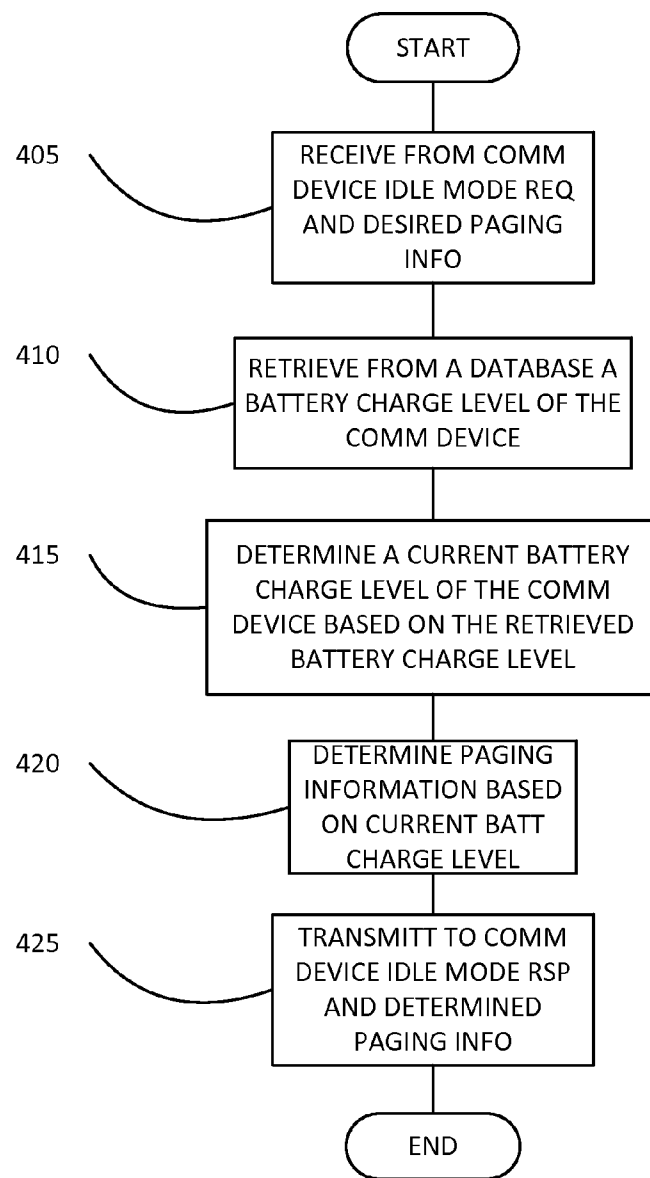 START
405
RECEIVE FROM COMM
DEVICE IDLE MODE REQ
AND DESIRED PAGING
INFO
410
RETRIEVE FROM A DATABASE A
BATTERY CHARGE LEVEL OF THE
COMM DEVICE
415
DETERMINE A CURRENT BATTERY
CHARGE LEVEL OF THE COMM
DEVICE BASED ON THE RETRIEVED
BATTERY CHARGE LEVEL
420
DETERMINE PAGING
INFORMATION BASED
ON CURRENT BATT
CHARGE LEVEL
425
TRANSMITT TO COMM
DEVICE IDLE MODE RSP
AND DETERMINED
PAGING INFO
END